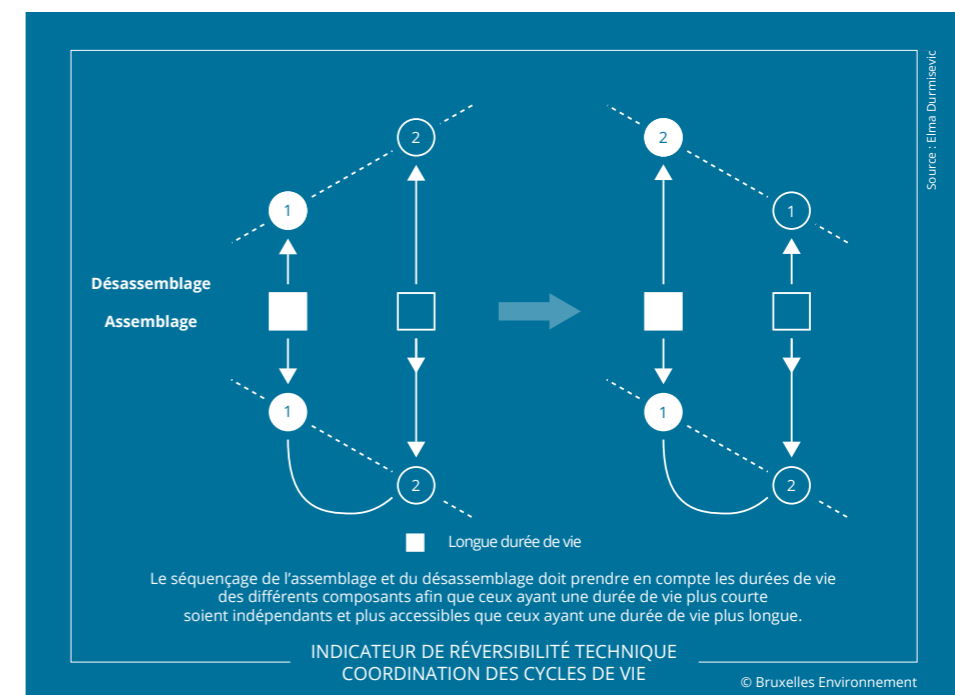 Source : Elma Durmisevic
2
2
1
1
Désassemblage
Assemblage
1
1
2
2
Longue durée de vie
Le séquençage de l'assemblage et du désassemblage doit prendre en compte les durées de vie
des différents composants afin que ceux ayant une durée de vie plus courte
soient indépendants et plus accessibles que ceux ayant une durée de vie plus longue.
INDICATEUR DE RÉVERSIBILITÉ TECHNIQUE
COORDINATION DES CYCLES DE VIE
© Bruxelles Environnement